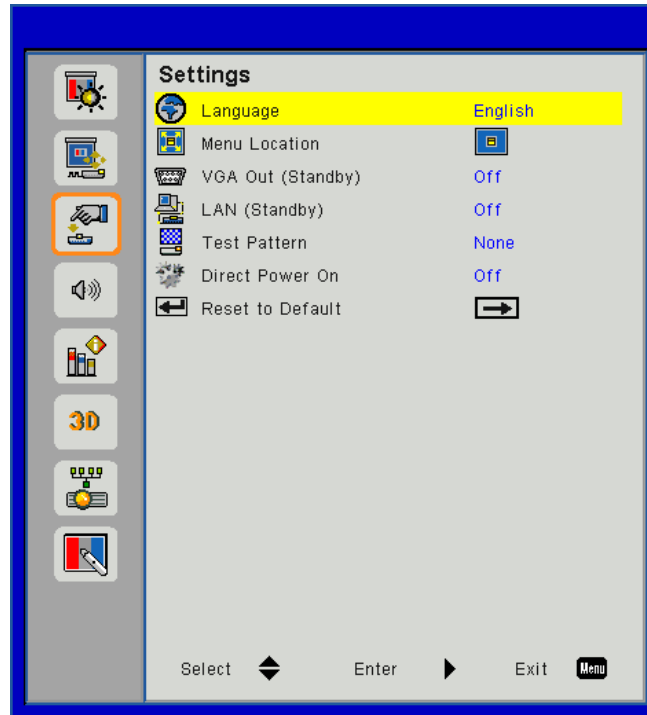 Settings
Language English
Menu Location
VGA Out (Standby) Off
LAN (Standby) Off
Test Pattern None
Direct Power On Off
Reset to Default
3D
Select Enter Exit Menu